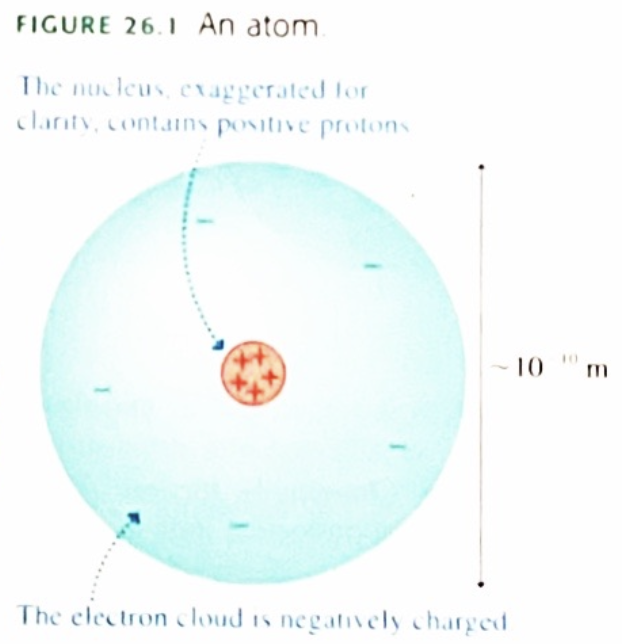 FIGURE 26.1 An atom.
The nucleus, exaggerated for
clarity, contains positive protons
− −
+ +
+ +
+
− −
−
~10⁻¹⁰ m
The electron cloud is negatively charged